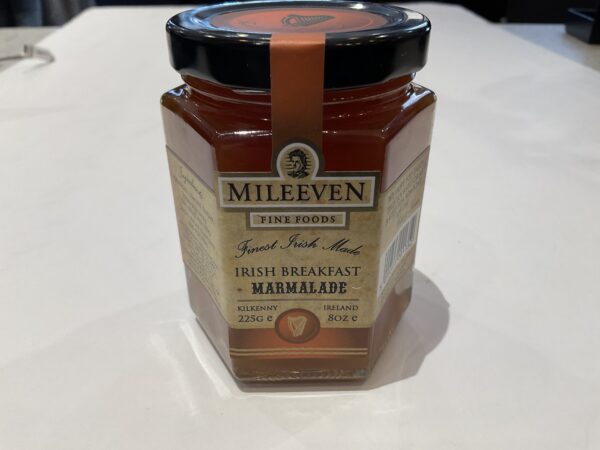 MILEEVEN
FINE FOODS
Finest Irish Made
IRISH BREAKFAST
MARMALADE
KILKENNY IRELAND
225G e 8OZ e